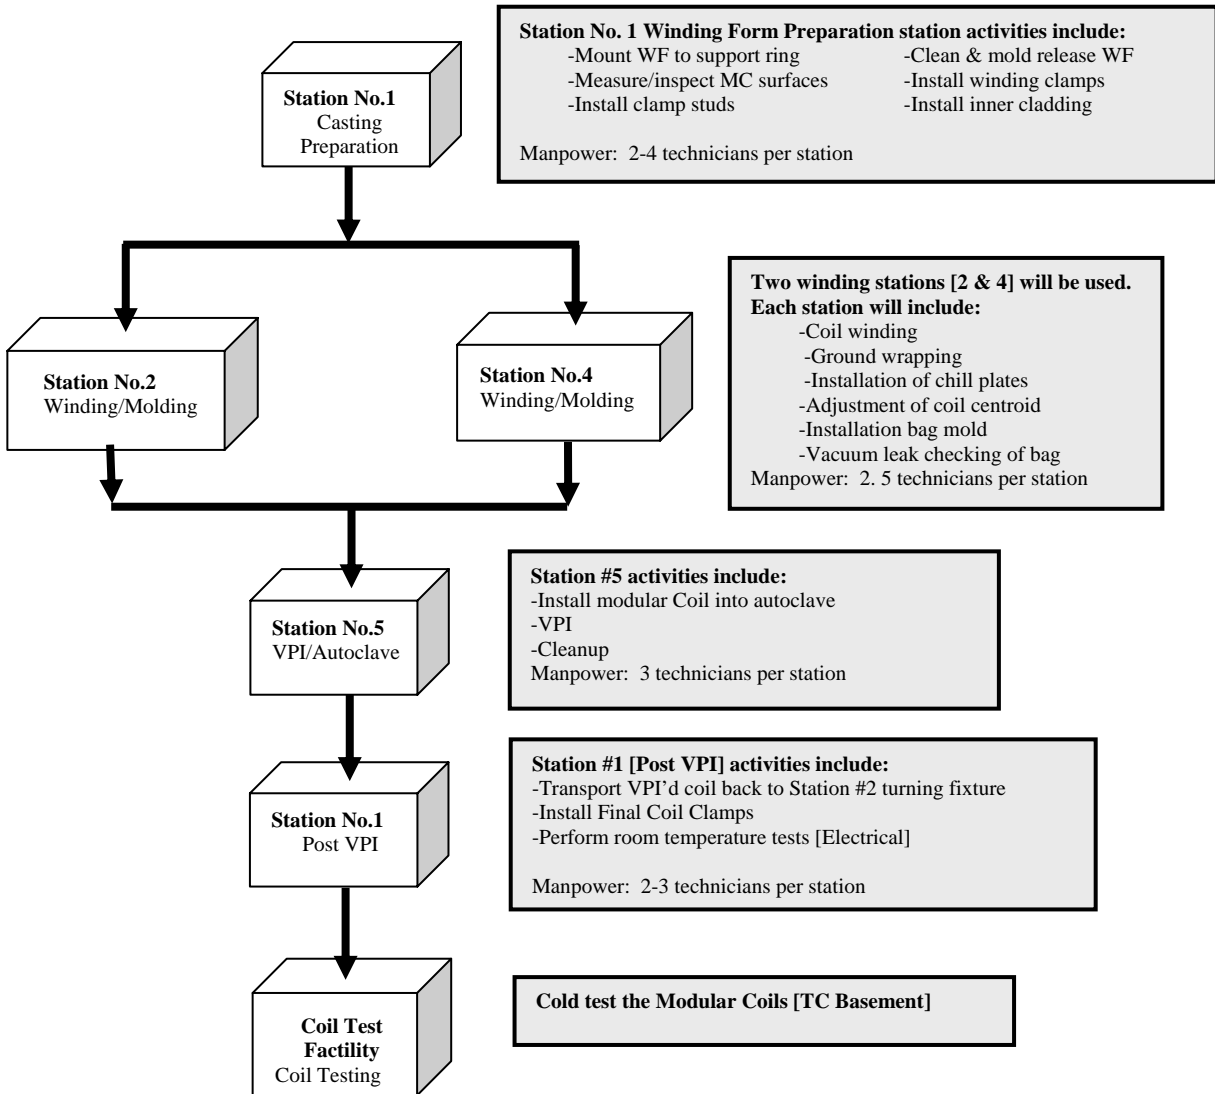 Station No.1
Casting
Preparation
Station No. 1 Winding Form Preparation station activities include:
-Mount WF to support ring -Clean & mold release WF
-Measure/inspect MC surfaces -Install winding clamps
-Install clamp studs -Install inner cladding
Manpower: 2-4 technicians per station
Station No.2
Winding/Molding
Station No.4
Winding/Molding
Two winding stations [2 & 4] will be used.
Each station will include:
-Coil winding
-Ground wrapping
-Installation of chill plates
-Adjustment of coil centroid
-Installation bag mold
-Vacuum leak checking of bag
Manpower: 2. 5 technicians per station
Station No.5
VPI/Autoclave
Station #5 activities include:
-Install modular Coil into autoclave
-VPI
-Cleanup
Manpower: 3 technicians per station
Station No.1
Post VPI
Station #1 [Post VPI] activities include:
-Transport VPI’d coil back to Station #2 turning fixture
-Install Final Coil Clamps
-Perform room temperature tests [Electrical]
Manpower: 2-3 technicians per station
Coil Test
Factility
Coil Testing
Cold test the Modular Coils [TC Basement]